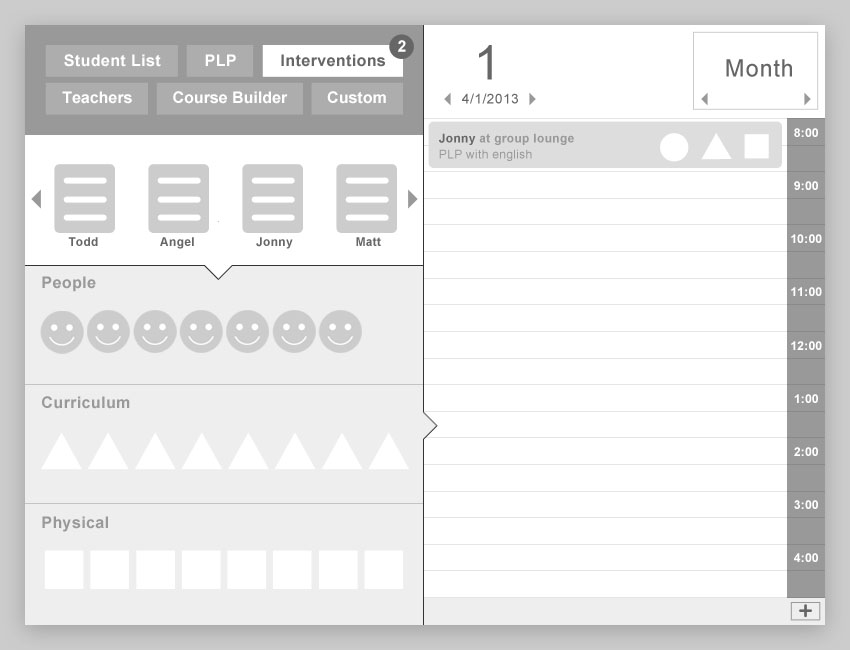 Student List
PLP
Interventions
2
Teachers
Course Builder
Custom
Todd
Angel
Jonny
Matt
People
Curriculum
Physical
1
4/1/2013
Month
Jonny at group lounge
PLP with english
8:00
9:00
10:00
11:00
12:00
1:00
2:00
3:00
4:00
+